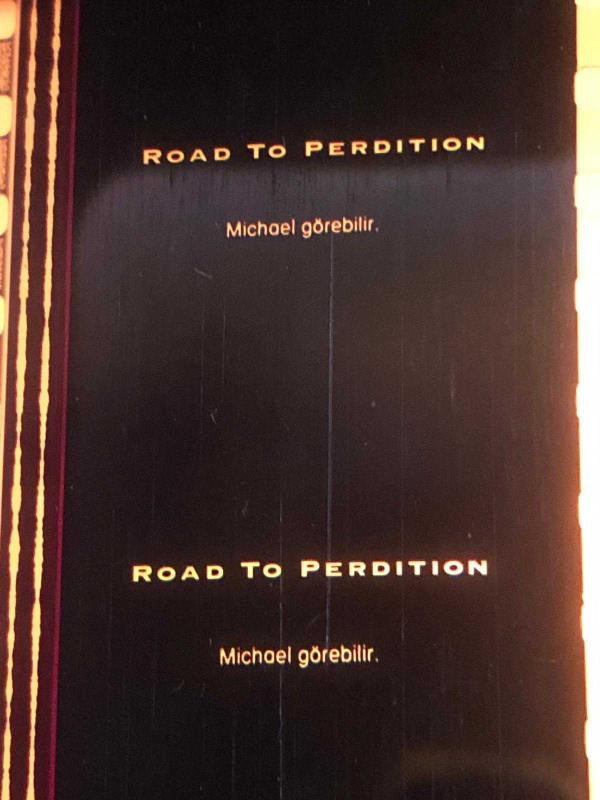 ROAD TO PERDITION
Michael görebilir.
ROAD TO PERDITION
Michael görebilir.